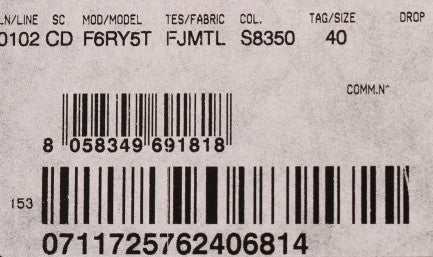 LN/LINE SC MOD/MODEL TES/FABRIC COL. TAG/SIZE DROP
0102 CD F6RY5T FJMTL S8350 40
COMM.N°
8 058349 691818
153
0711725762406814